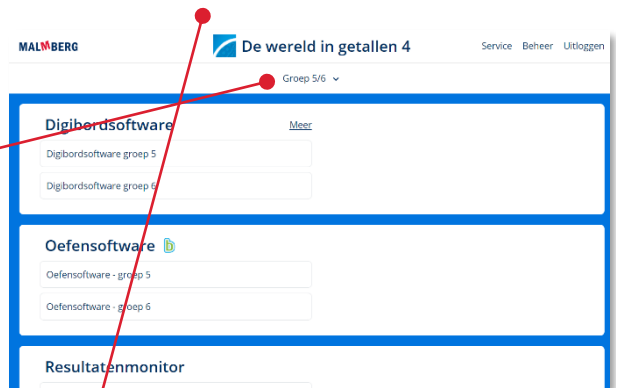 MALMBERG
De wereld in getallen 4
Service Beheer Uitloggen
Groep 5/6
Digibordsoftware
Meer
Digibordsoftware groep 5
Digibordsoftware groep 6
Oefensoftware
Oefensoftware - groep 5
Oefensoftware - groep 6
Resultatenmonitor